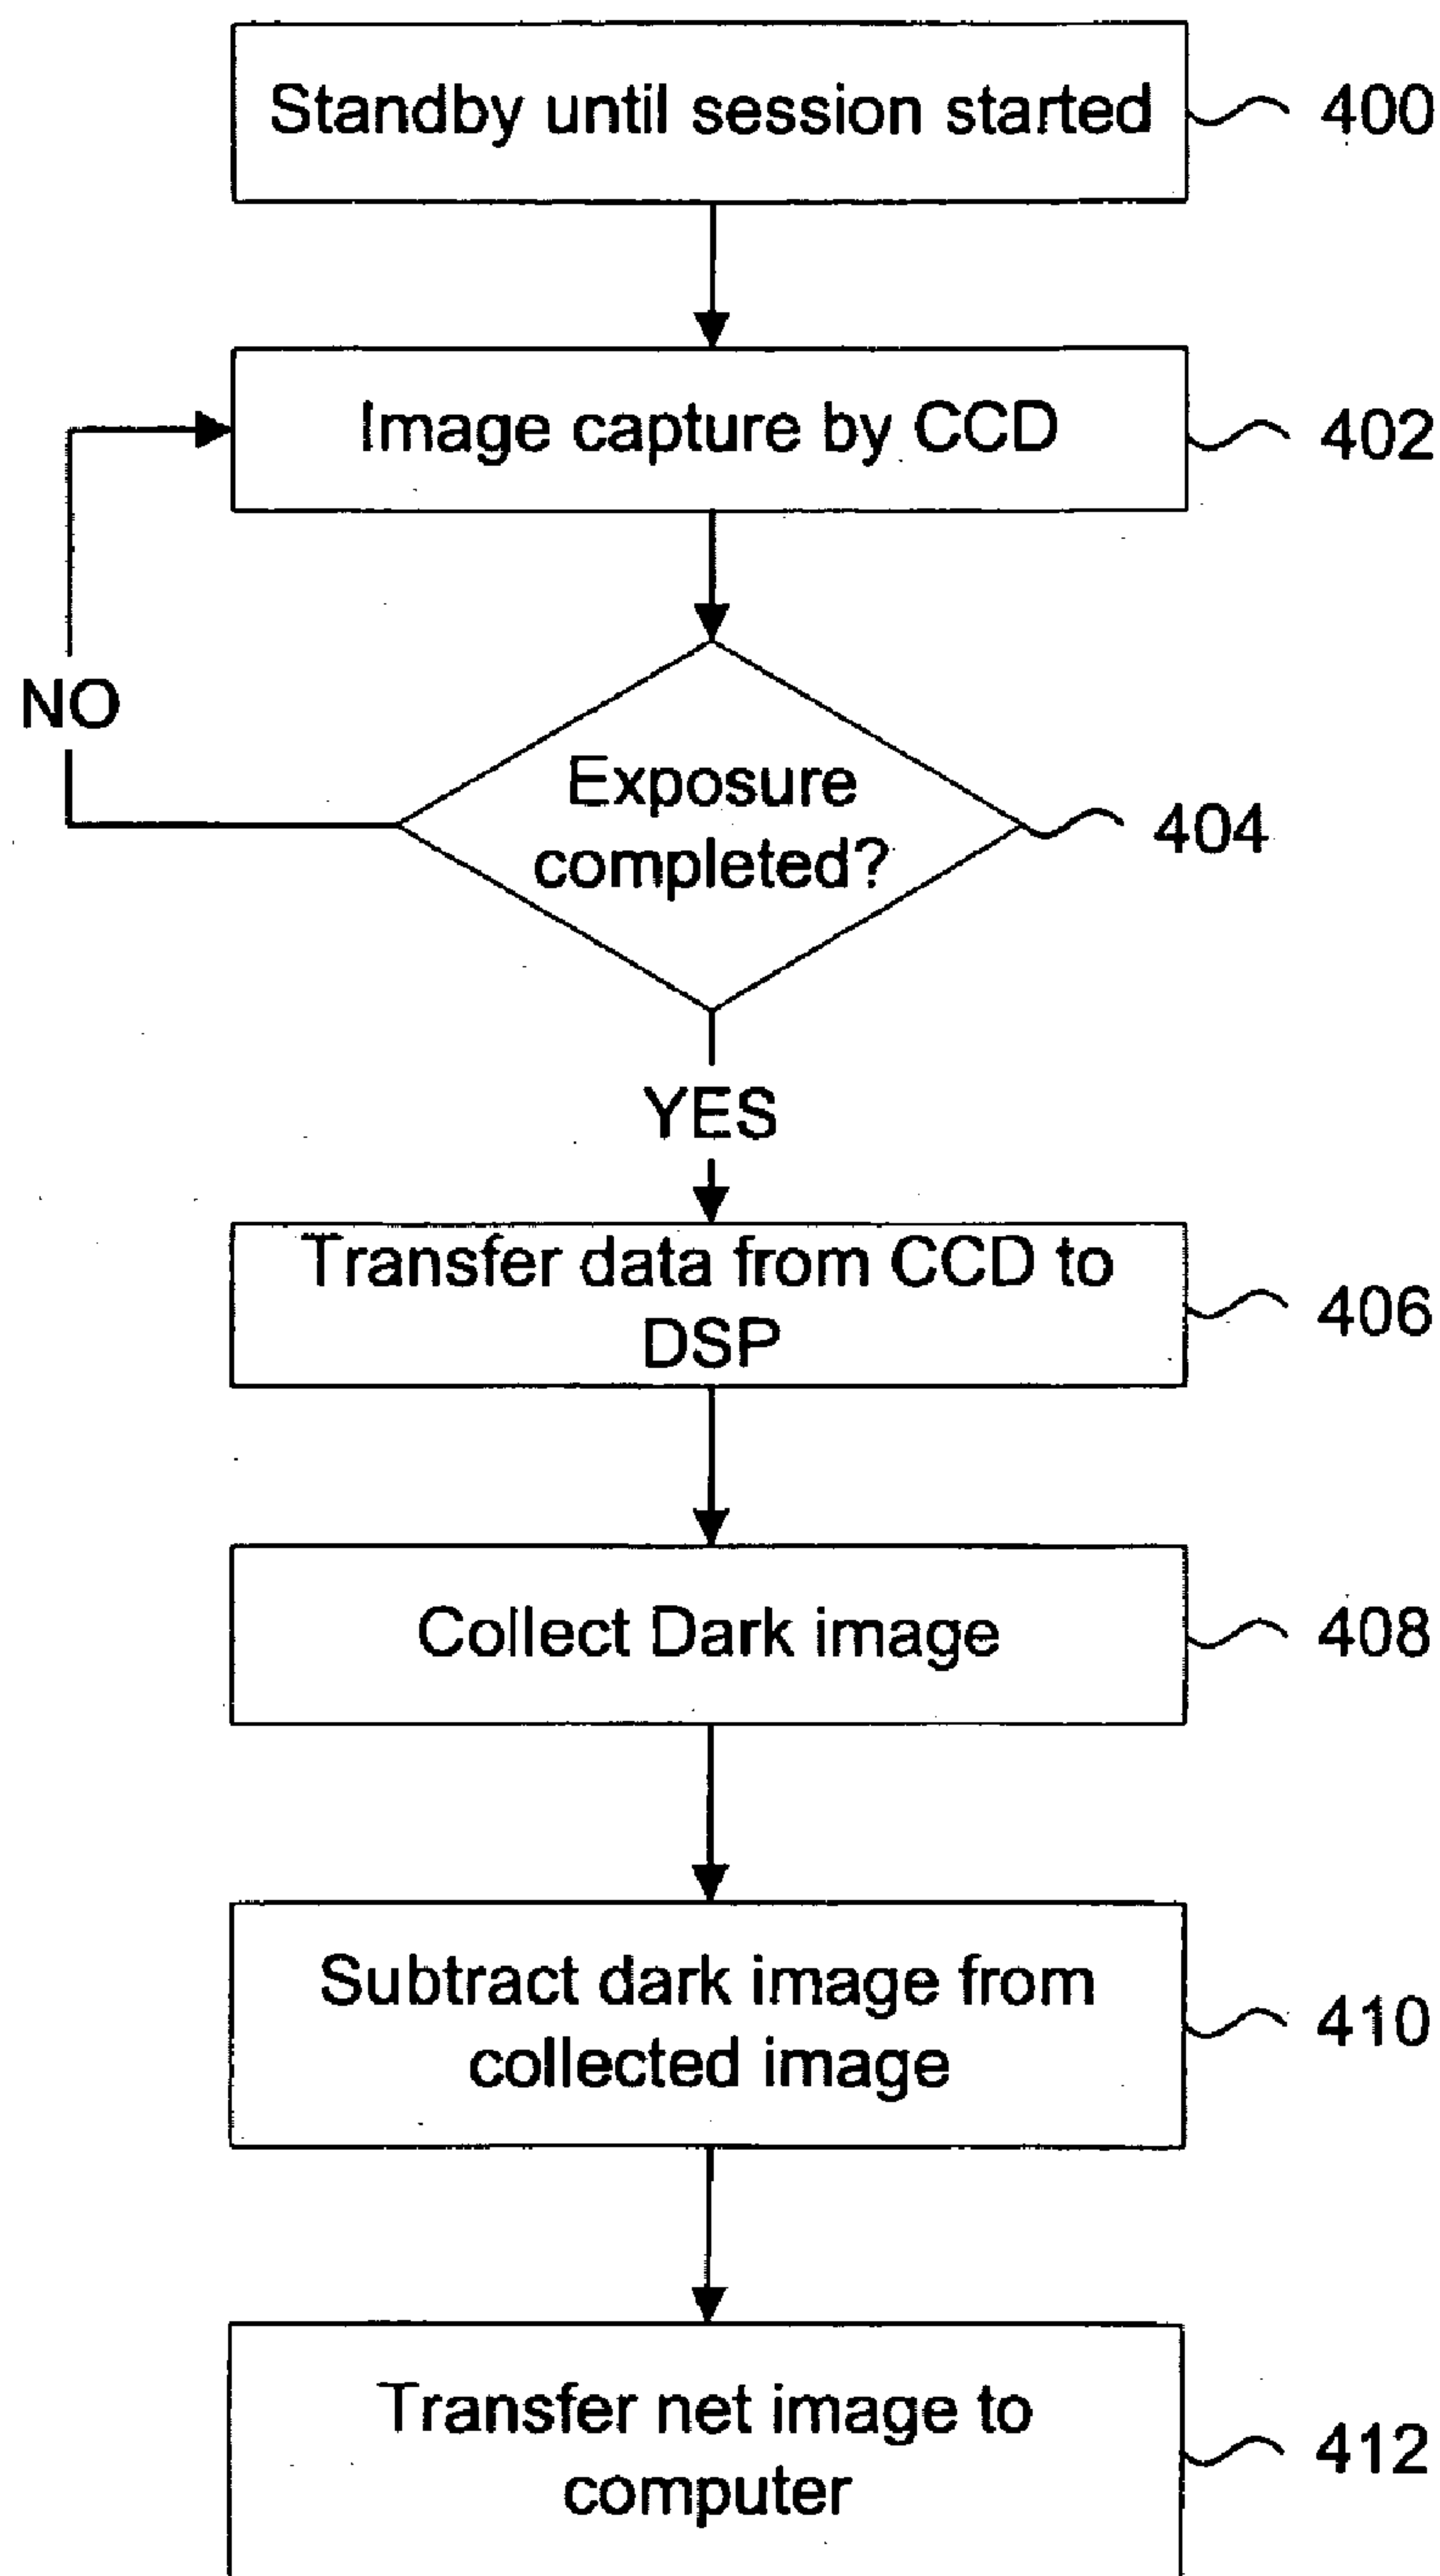 Standby until session started
400
Image capture by CCD
402
NO
Exposure
completed?
404
YES
Transfer data from CCD to
DSP
406
Collect Dark image
408
Subtract dark image from
collected image
410
Transfer net image to
computer
412